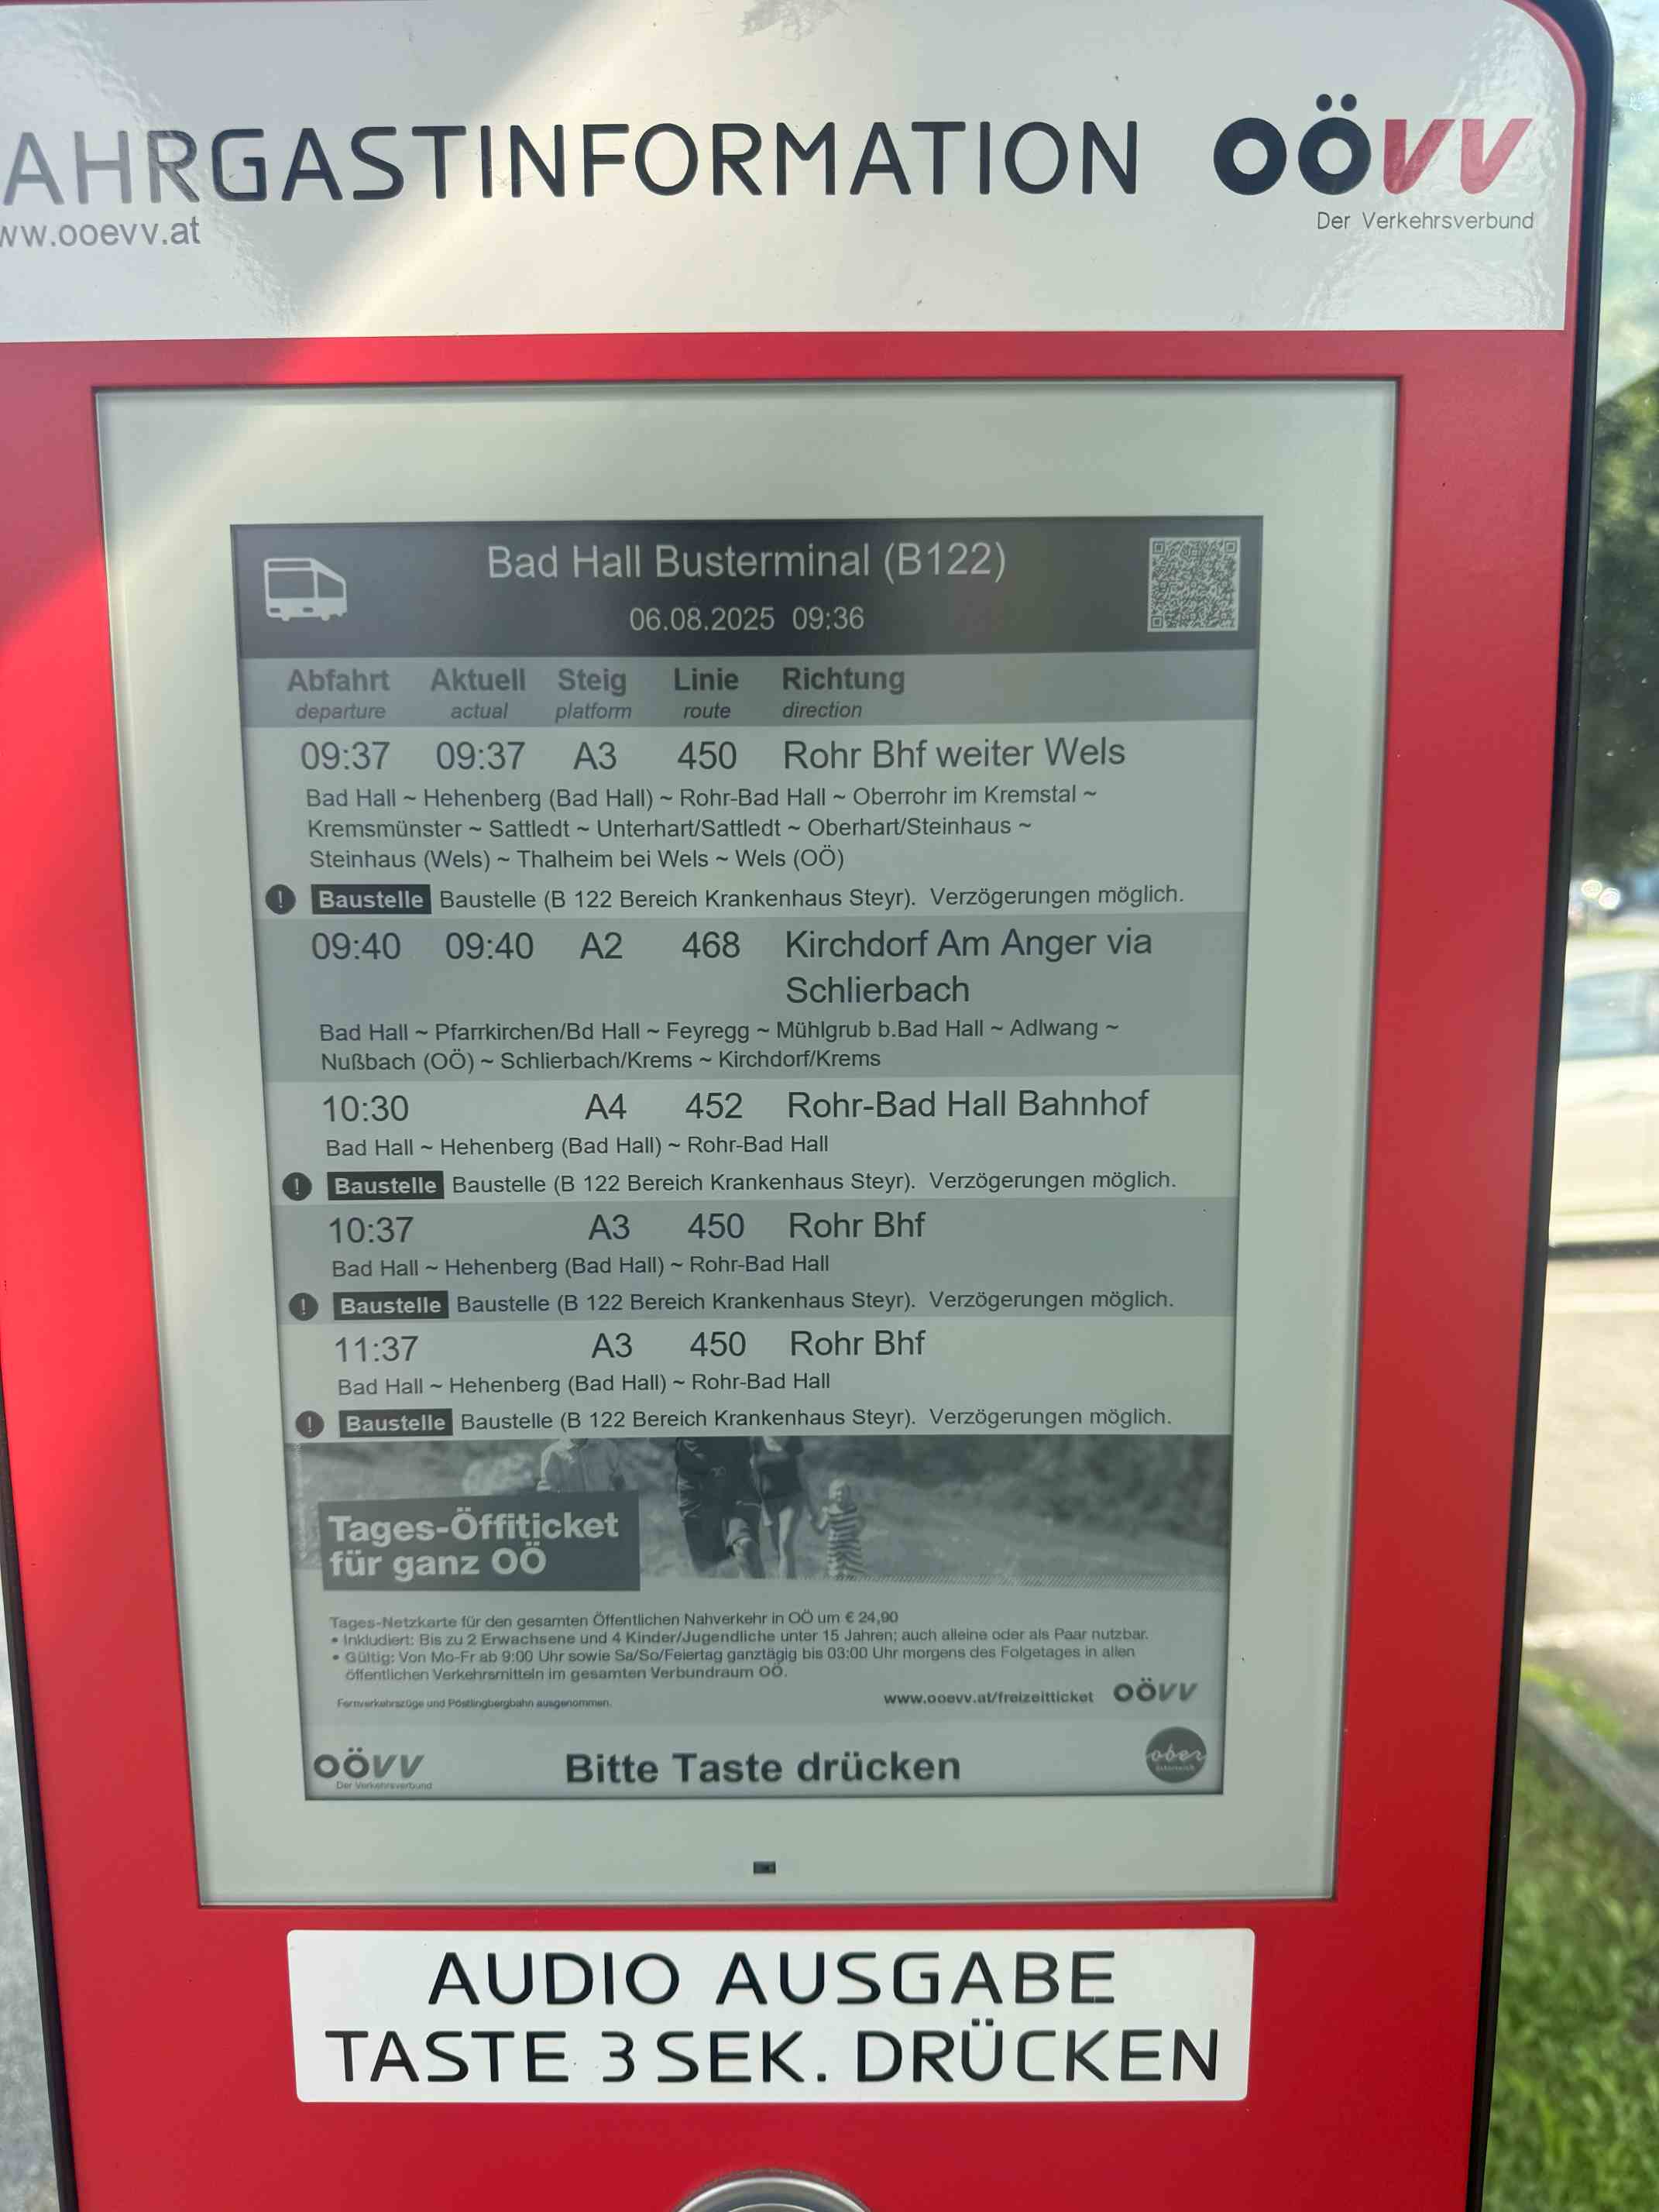 AHRGASTINFORMATION OÖVV
ww.ooevv.at Der Verkehrsverbund
Bad Hall Busterminal (B122)
06.08.2025 09:36
Abfahrt Aktuell Steig Linie Richtung
departure actual platform route direction
09:37 09:37 A3 450 Rohr Bhf weiter Wels
Bad Hall ~ Hehenberg (Bad Hall) ~ Rohr-Bad Hall ~ Oberrohr im Kremstal ~
Kremsmünster ~ Sattledt ~ Unterhart/Sattledt ~ Oberhart/Steinhaus ~
Steinhaus (Wels) ~ Thalheim bei Wels ~ Wels (OÖ)
! Baustelle Baustelle (B 122 Bereich Krankenhaus Steyr). Verzögerungen möglich.
09:40 09:40 A2 468 Kirchdorf Am Anger via
Schlierbach
Bad Hall ~ Pfarrkirchen/Bd Hall ~ Feyregg ~ Mühlgrub b.Bad Hall ~ Adlwang ~
Nußbach (OÖ) ~ Schlierbach/Krems ~ Kirchdorf/Krems
10:30 A4 452 Rohr-Bad Hall Bahnhof
Bad Hall ~ Hehenberg (Bad Hall) ~ Rohr-Bad Hall
! Baustelle Baustelle (B 122 Bereich Krankenhaus Steyr). Verzögerungen möglich.
10:37 A3 450 Rohr Bhf
Bad Hall ~ Hehenberg (Bad Hall) ~ Rohr-Bad Hall
! Baustelle Baustelle (B 122 Bereich Krankenhaus Steyr). Verzögerungen möglich.
11:37 A3 450 Rohr Bhf
Bad Hall ~ Hehenberg (Bad Hall) ~ Rohr-Bad Hall
! Baustelle Baustelle (B 122 Bereich Krankenhaus Steyr). Verzögerungen möglich.
Tages-Öffiticket
für ganz OÖ
Tages-Netzkarte für den gesamten Öffentlichen Nahverkehr in OÖ um € 24,90
• Inkludiert: Bis zu 2 Erwachsene und 4 Kinder/Jugendliche unter 15 Jahren; auch alleine oder als Paar nutzbar.
• Gültig: Von Mo-Fr ab 9:00 Uhr sowie Sa/So/Feiertag ganztägig bis 03:00 Uhr morgens des Folgetages in allen
öffentlichen Verkehrsmitteln im gesamten Verbundraum OÖ.
Fernverkehrszüge und Pöstlingbergbahn ausgenommen. www.ooevv.at/freizeitticket OÖVV
OÖVV Bitte Taste drücken ober
Der Verkehrsverbund österreich
AUDIO AUSGABE
TASTE 3 SEK. DRÜCKEN